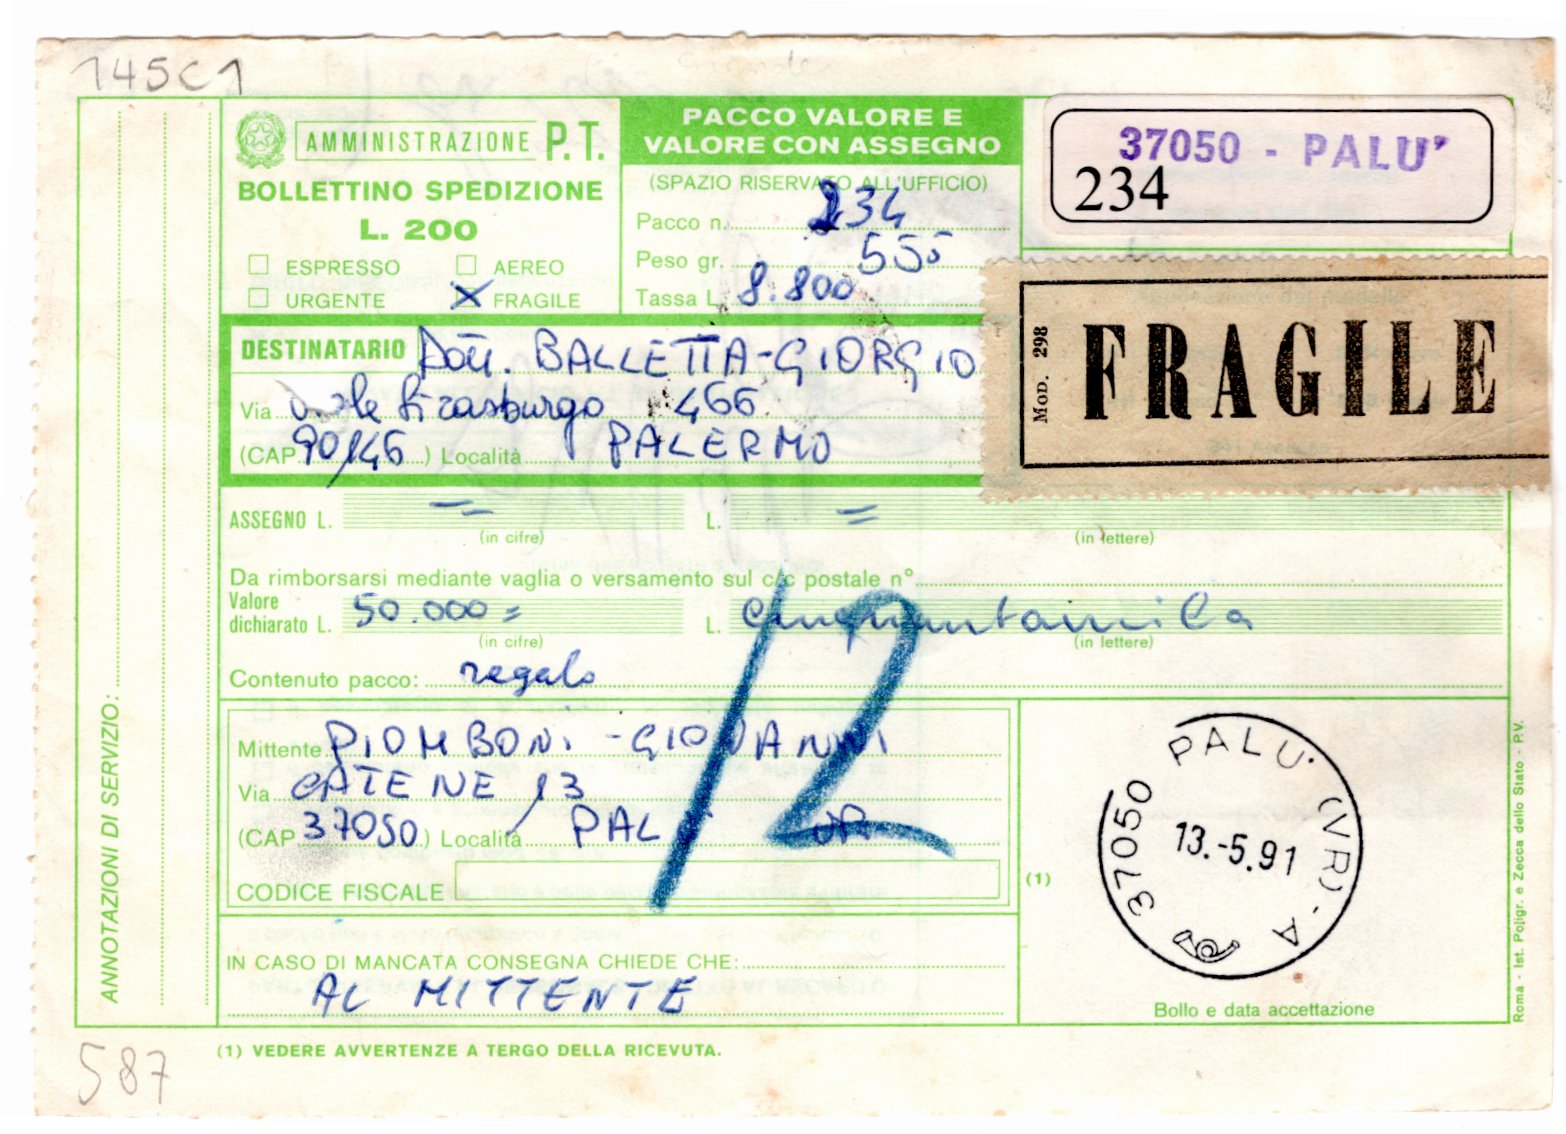 145C1
AMMINISTRAZIONE P.T.
BOLLETTINO SPEDIZIONE
L. 200
ESPRESSO
AEREO
URGENTE
FRAGILE
PACCO VALORE E
VALORE CON ASSEGNO
(SPAZIO RISERVATO ALL'UFFICIO)
Pacco n. 234
Peso gr. 555
Tassa L. 8.800
37050 - PALU'
234
MOD. 298
FRAGILE
DESTINATARIO Dott. BALLETTA-GIORGIO
Via v.le Strasburgo 466
(CAP 90146) Località PALERMO
ASSEGNO L. = L. =
(in cifre) (in lettere)
Da rimborsarsi mediante vaglia o versamento sul c/c postale n°
Valore
dichiarato L. 50.000= L. cinquantamila
(in cifre) (in lettere)
Contenuto pacco: regalo
12
Mittente PIOMBONI - GIOVANNI
Via CATENE 13
(CAP 37050) Località PAL VR
CODICE FISCALE
IN CASO DI MANCATA CONSEGNA CHIEDE CHE:
AL MITTENTE
(1)
37050 PALU' (VR) - A
13.-5.91
Bollo e data accettazione
ANNOTAZIONI DI SERVIZIO:
Roma - Ist. Poligr. e Zecca dello Stato - P.V.
(1) VEDERE AVVERTENZE A TERGO DELLA RICEVUTA.
587